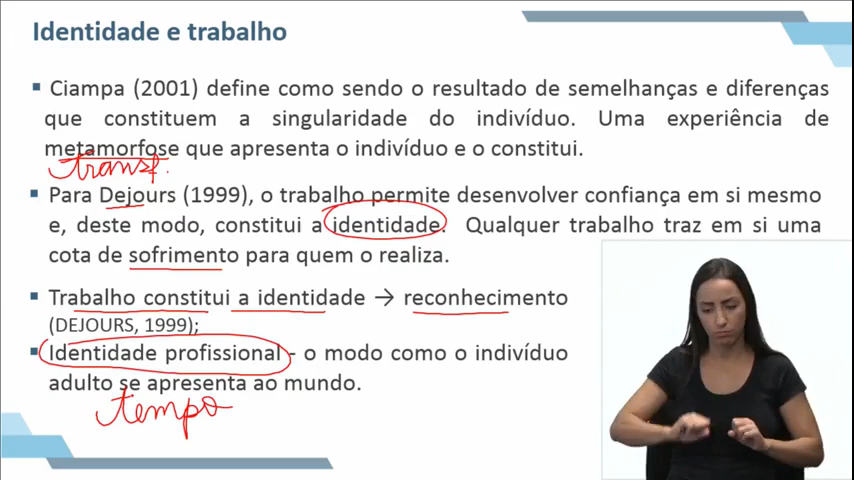 Identidade e trabalho
Ciampa (2001) define como sendo o resultado de semelhanças e diferenças
que constituem a singularidade do indivíduo. Uma experiência de
metamorfose que apresenta o indivíduo e o constitui.
transf.
Para Dejours (1999), o trabalho permite desenvolver confiança em si mesmo
e, deste modo, constitui a identidade. Qualquer trabalho traz em si uma
cota de sofrimento para quem o realiza.
Trabalho constitui a identidade → reconhecimento
(DEJOURS, 1999);
Identidade profissional - o modo como o indivíduo
adulto se apresenta ao mundo.
tempo